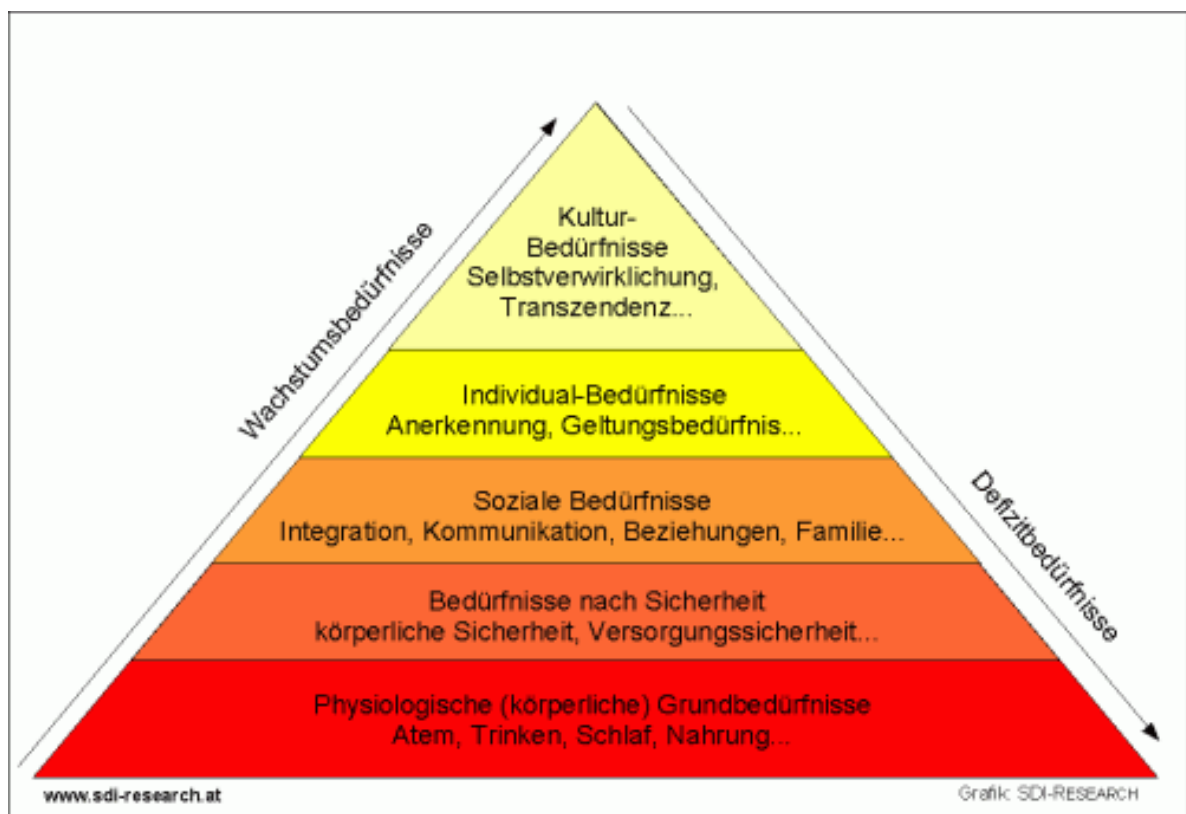 Kultur-
Bedürfnisse
Selbstverwirklichung,
Transzendenz...
Wachstumsbedürfnisse
Individual-Bedürfnisse
Anerkennung, Geltungsbedürfnis...
Soziale Bedürfnisse
Integration, Kommunikation, Beziehungen, Familie...
Defizitbedürfnisse
Bedürfnisse nach Sicherheit
körperliche Sicherheit, Versorgungssicherheit...
Physiologische (körperliche) Grundbedürfnisse
Atem, Trinken, Schlaf, Nahrung...
www.sdi-research.at
Grafik: SDI-RESEARCH